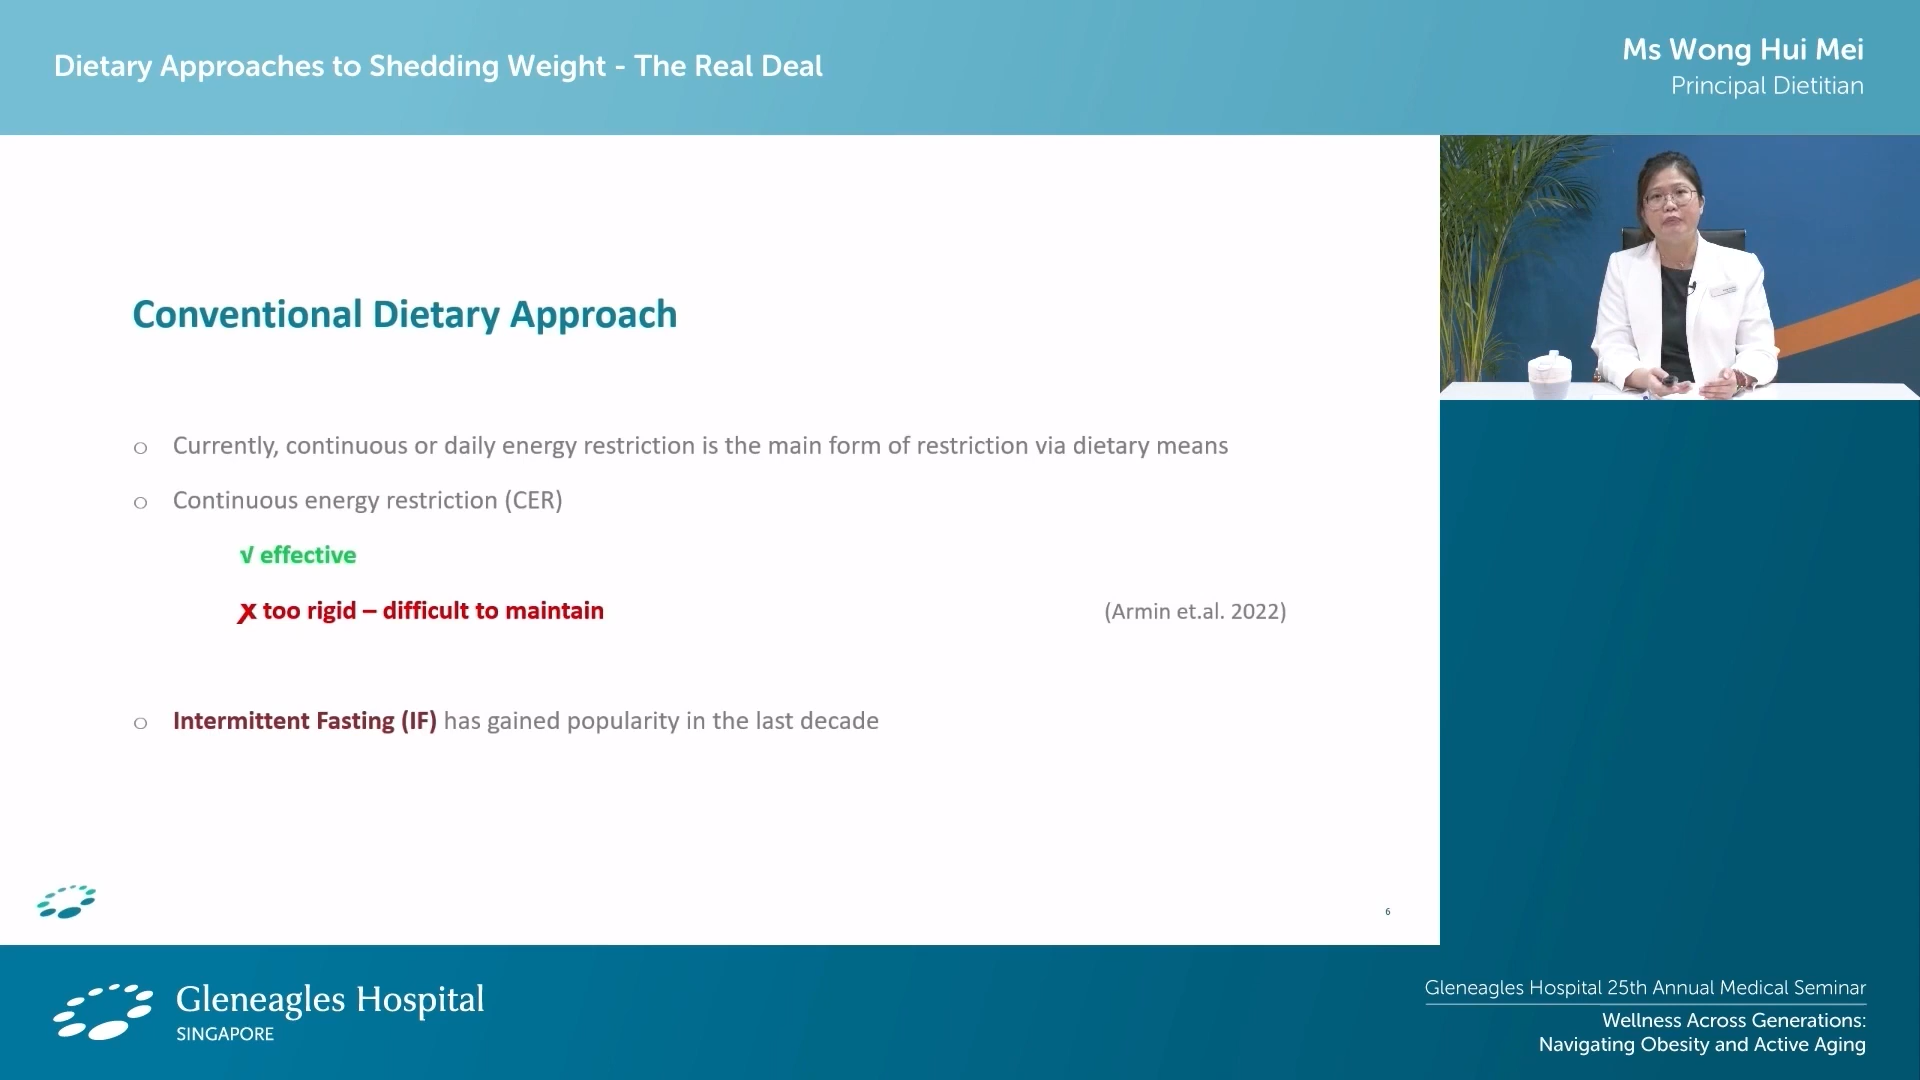 Dietary Approaches to Shedding Weight - The Real Deal
Ms Wong Hui Mei
Principal Dietitian
Conventional Dietary Approach
o Currently, continuous or daily energy restriction is the main form of restriction via dietary means
o Continuous energy restriction (CER)
√ effective
✗ too rigid – difficult to maintain (Armin et.al. 2022)
o Intermittent Fasting (IF) has gained popularity in the last decade
6
Gleneagles Hospital
SINGAPORE
Gleneagles Hospital 25th Annual Medical Seminar
Wellness Across Generations:
Navigating Obesity and Active Aging